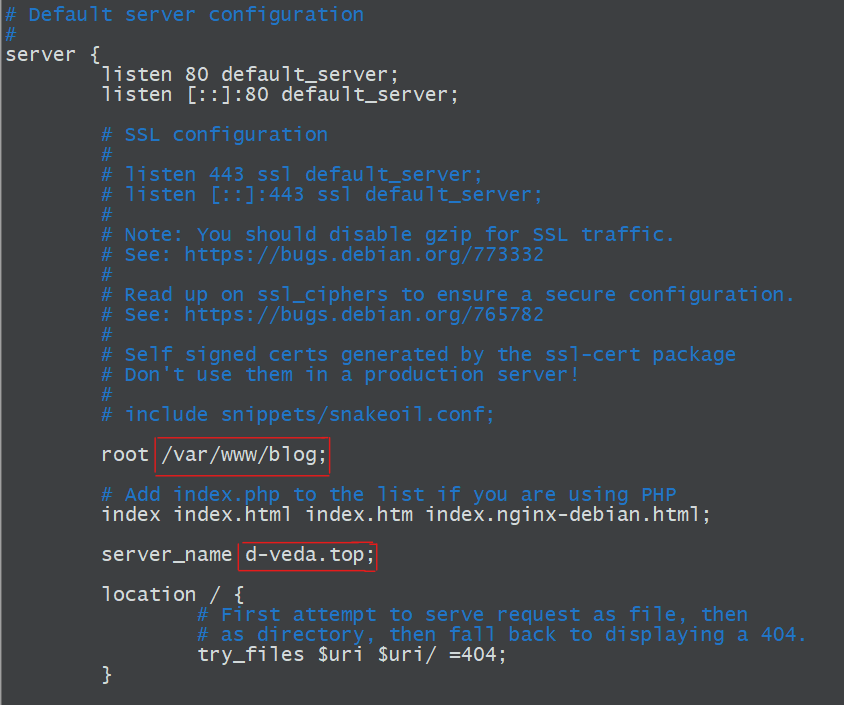 # Default server configuration
#
server {
listen 80 default_server;
listen [::]:80 default_server;
# SSL configuration
#
# listen 443 ssl default_server;
# listen [::]:443 ssl default_server;
#
# Note: You should disable gzip for SSL traffic.
# See: https://bugs.debian.org/773332
#
# Read up on ssl_ciphers to ensure a secure configuration.
# See: https://bugs.debian.org/765782
#
# Self signed certs generated by the ssl-cert package
# Don't use them in a production server!
#
# include snippets/snakeoil.conf;
root /var/www/blog;
# Add index.php to the list if you are using PHP
index index.html index.htm index.nginx-debian.html;
server_name d-veda.top;
location / {
# First attempt to serve request as file, then
# as directory, then fall back to displaying a 404.
try_files $uri $uri/ =404;
}